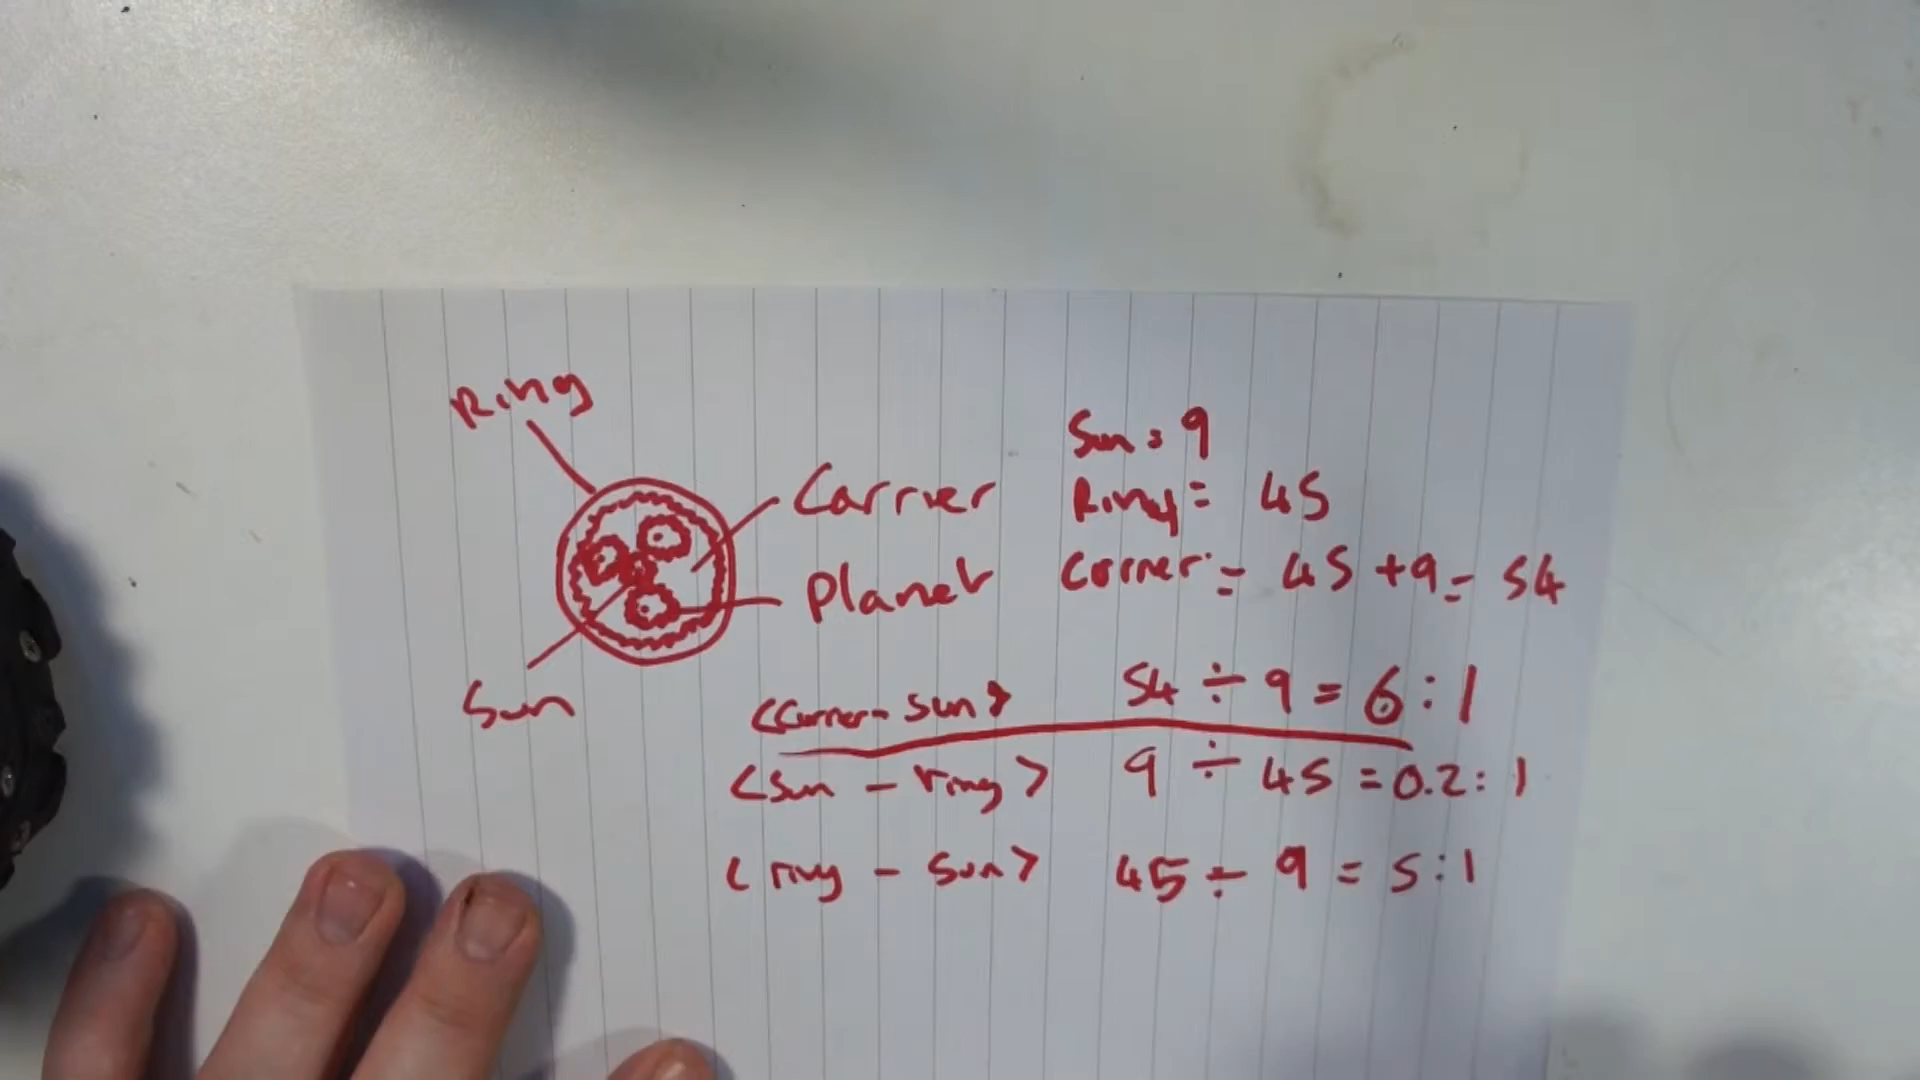 Ring
Carrier
Planet
Sun
Sun = 9
Ring = 45
Carrier = 45 + 9 = 54
<Carrier - Sun> 54 ÷ 9 = 6:1
<Sun - ring> 9 ÷ 45 = 0.2:1
<ring - Sun> 45 ÷ 9 = 5:1